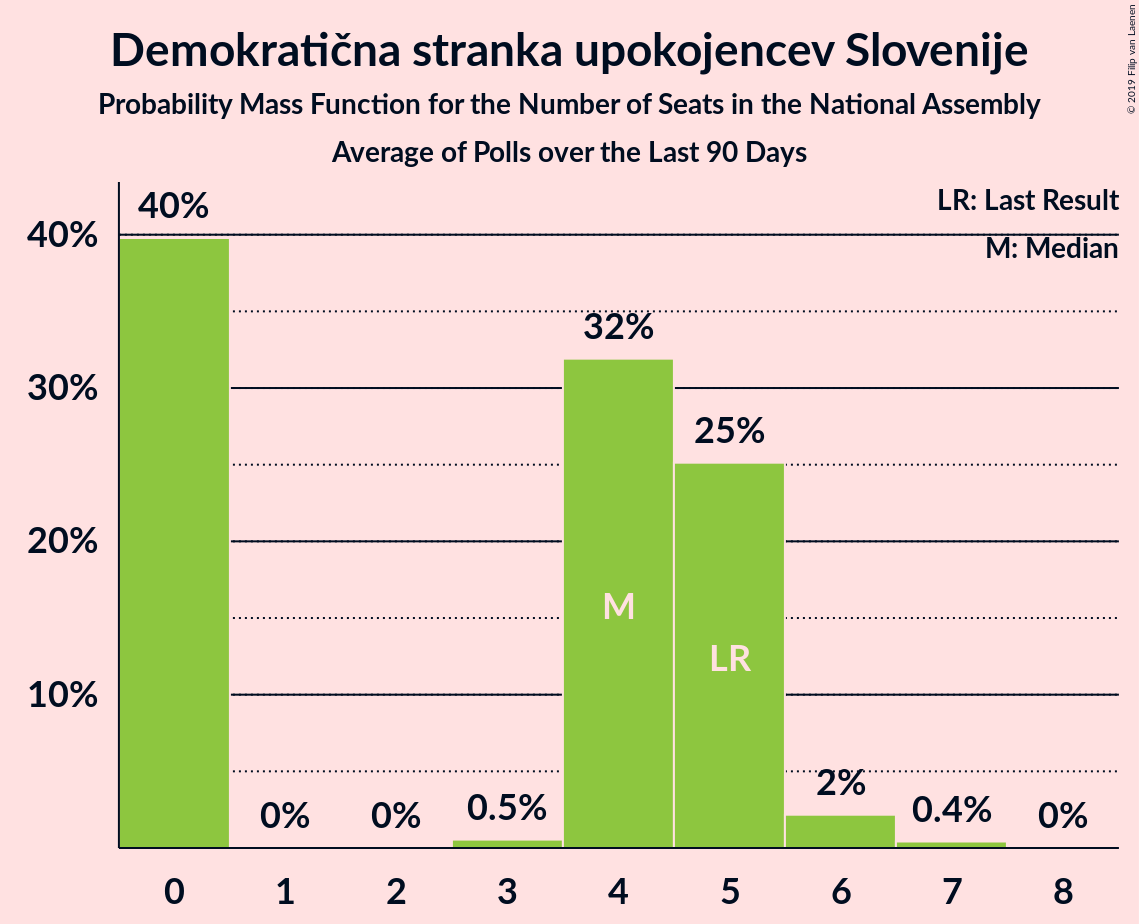 Demokratična stranka upokojencev Slovenije
Probability Mass Function for the Number of Seats in the National Assembly
Average of Polls over the Last 90 Days
© 2019 Filip van Laenen
LR: Last Result
M: Median
40%
30%
20%
10%
40%
0%
0%
0.5%
32%
25%
2%
0.4%
0%
M
LR
0 1 2 3 4 5 6 7 8